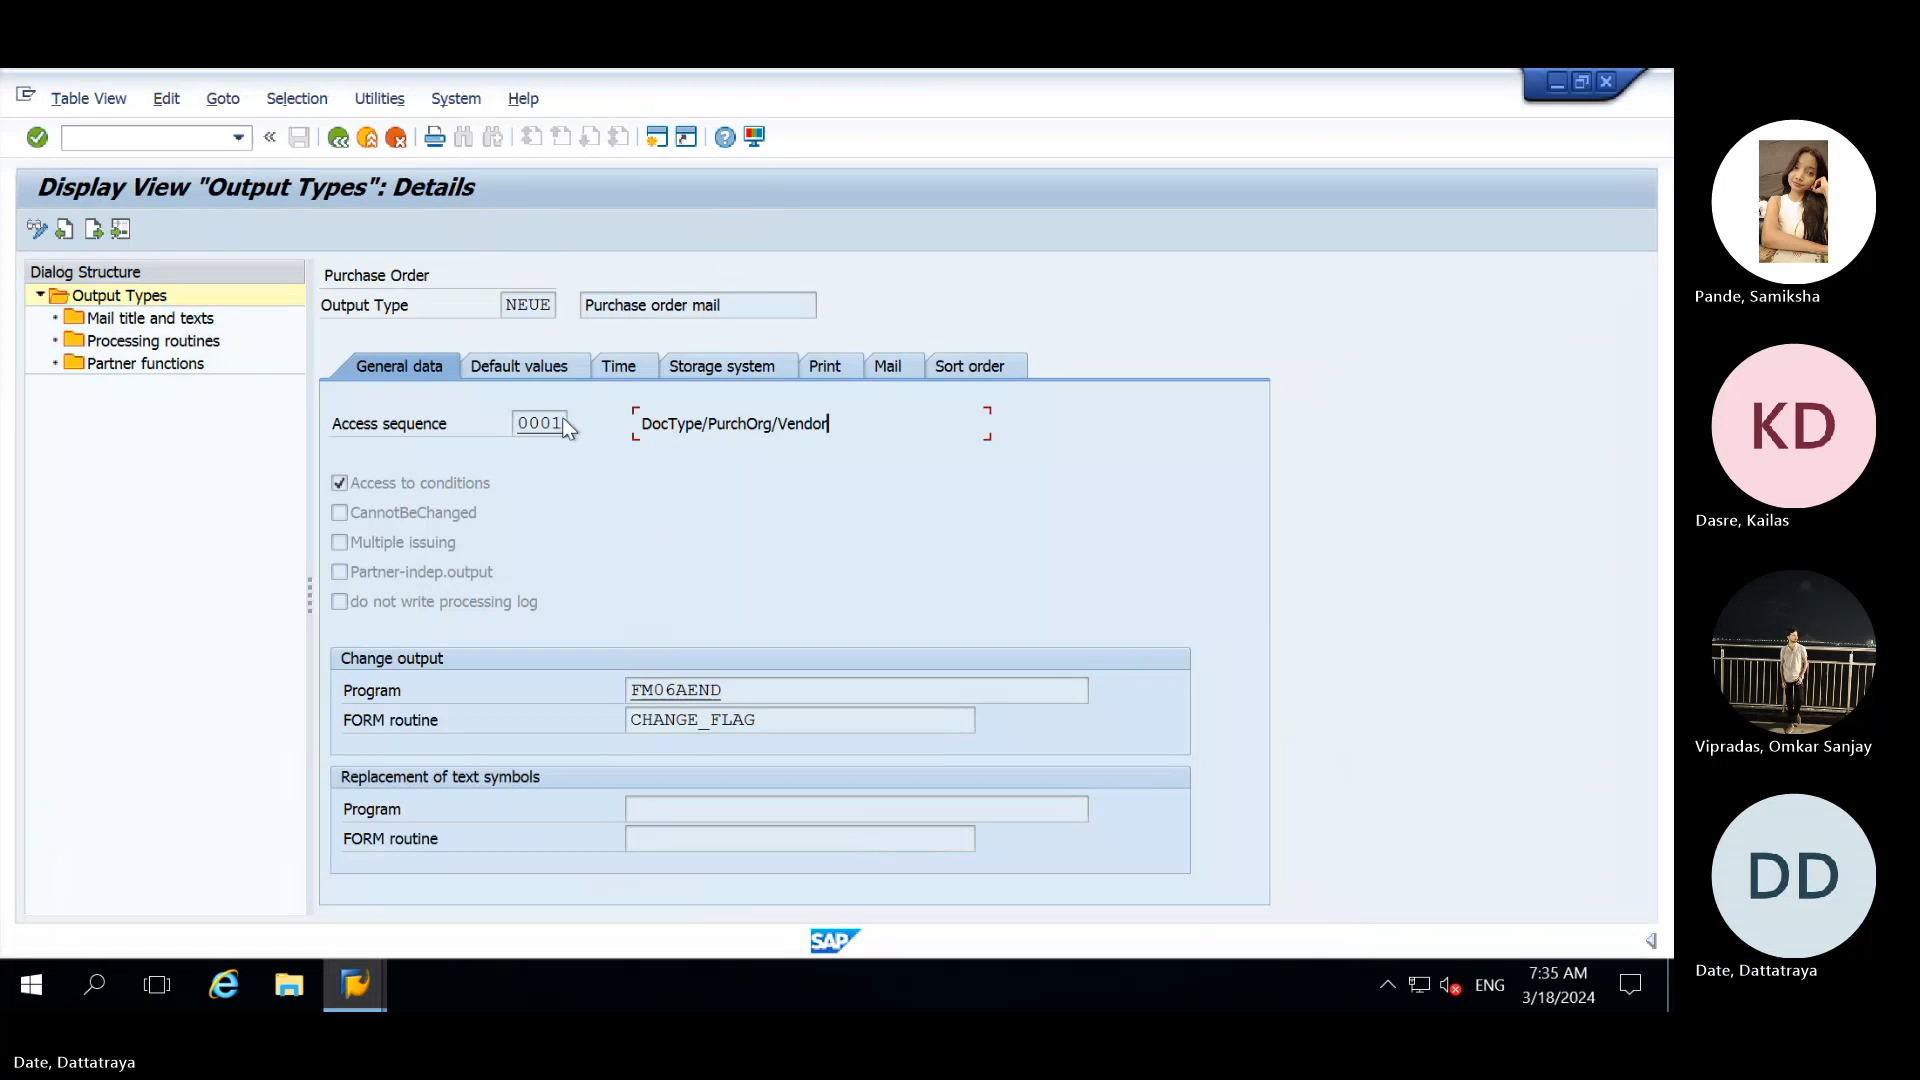 Table View Edit Goto Selection Utilities System Help
Display View "Output Types": Details
Dialog Structure
Output Types
Mail title and texts
Processing routines
Partner functions
Purchase Order
Output Type NEUE Purchase order mail
General data Default values Time Storage system Print Mail Sort order
Access sequence 0001 DocType/PurchOrg/Vendor
Access to conditions
CannotBeChanged
Multiple issuing
Partner-indep.output
do not write processing log
Change output
Program FM06AEND
FORM routine CHANGE_FLAG
Replacement of text symbols
Program
FORM routine
SAP
ENG
7:35 AM
3/18/2024
Pande, Samiksha
KD
Dasre, Kailas
Vipradas, Omkar Sanjay
DD
Date, Dattatraya
Date, Dattatraya